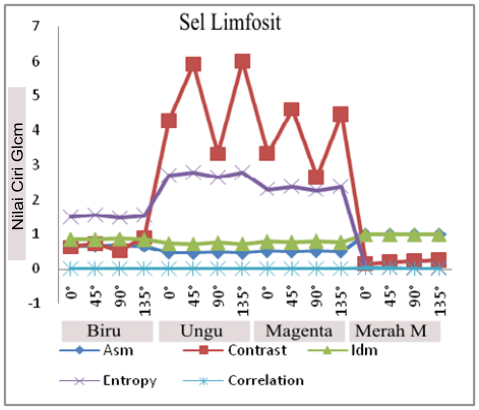 Sel Limfosit
Nilai Ciri Glcm
7
6
5
4
3
2
1
0
-1
0° 45° 90° 135° 0° 45° 90° 135° 0° 45° 90° 135° 0° 45° 90° 135°
Biru Ungu Magenta Merah M
Asm Contrast Idm
Entropy Correlation